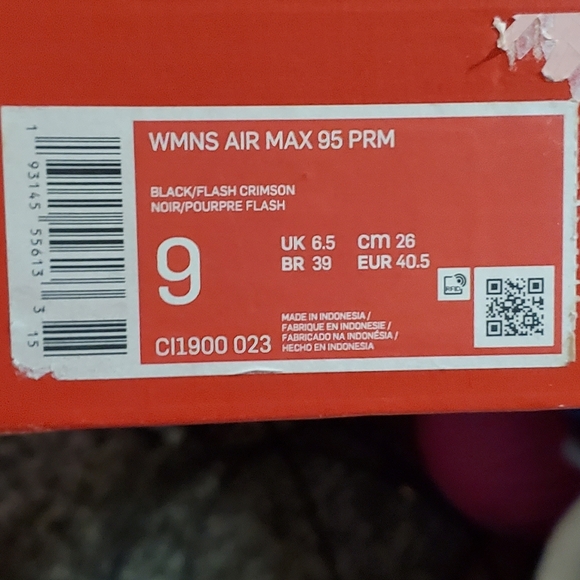 WMNS AIR MAX 95 PRM
BLACK/FLASH CRIMSON
NOIR/POURPRE FLASH
9
UK 6.5 cm 26
BR 39 EUR 40.5
CI1900 023
MADE IN INDONESIA /
FABRIQUE EN INDONESIE /
FABRICADO NA INDONÉSIA /
HECHO EN INDONESIA
RFID
1 93145 55613 3 15